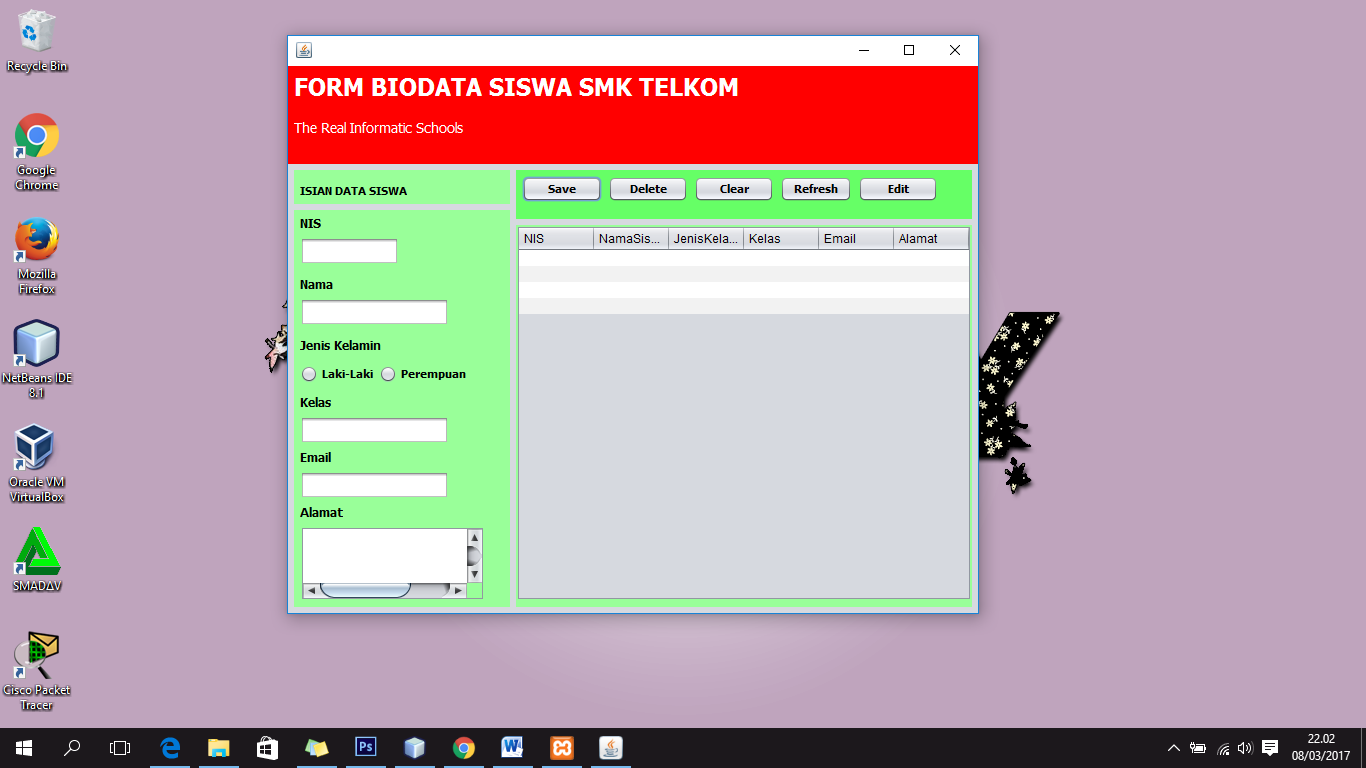 Recycle Bin
Google
Chrome
Mozilla
Firefox
NetBeans IDE
8.1
Oracle VM
VirtualBox
SMADΔV
Cisco Packet
Tracer
FORM BIODATA SISWA SMK TELKOM
The Real Informatic Schools
ISIAN DATA SISWA
NIS
Nama
Jenis Kelamin
Laki-Laki Perempuan
Kelas
Email
Alamat
Save Delete Clear Refresh Edit
NIS NamaSis... JenisKela... Kelas Email Alamat
Ps
W
22.02
08/03/2017